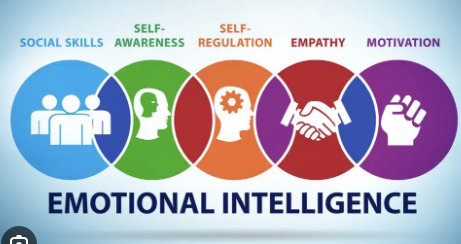 SOCIAL SKILLS
SELF-
AWARENESS
SELF-
REGULATION
EMPATHY
MOTIVATION
EMOTIONAL INTELLIGENCE